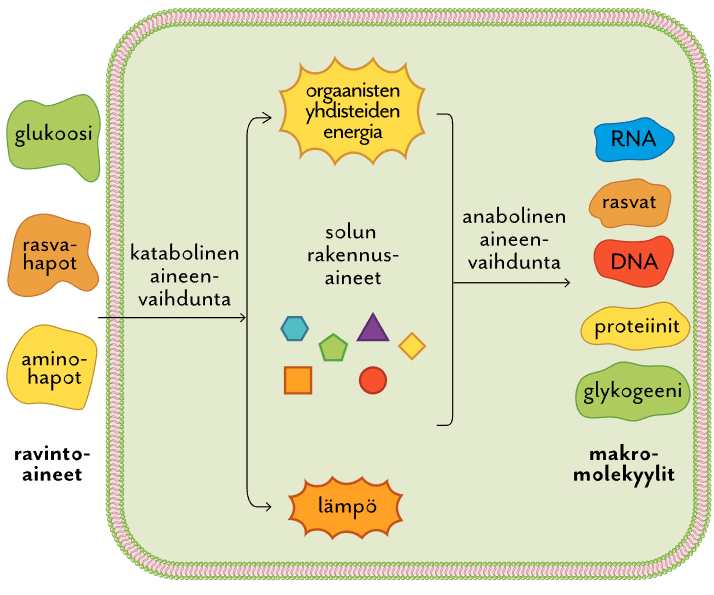 glukoosi
rasva-
hapot
amino-
hapot
ravinto-
aineet
katabolinen
aineen-
vaihdunta
orgaanisten
yhdisteiden
energia
solun
rakennus-
aineet
lämpö
anabolinen
aineen-
vaihdunta
RNA
rasvat
DNA
proteiinit
glykogeeni
makro-
molekyylit